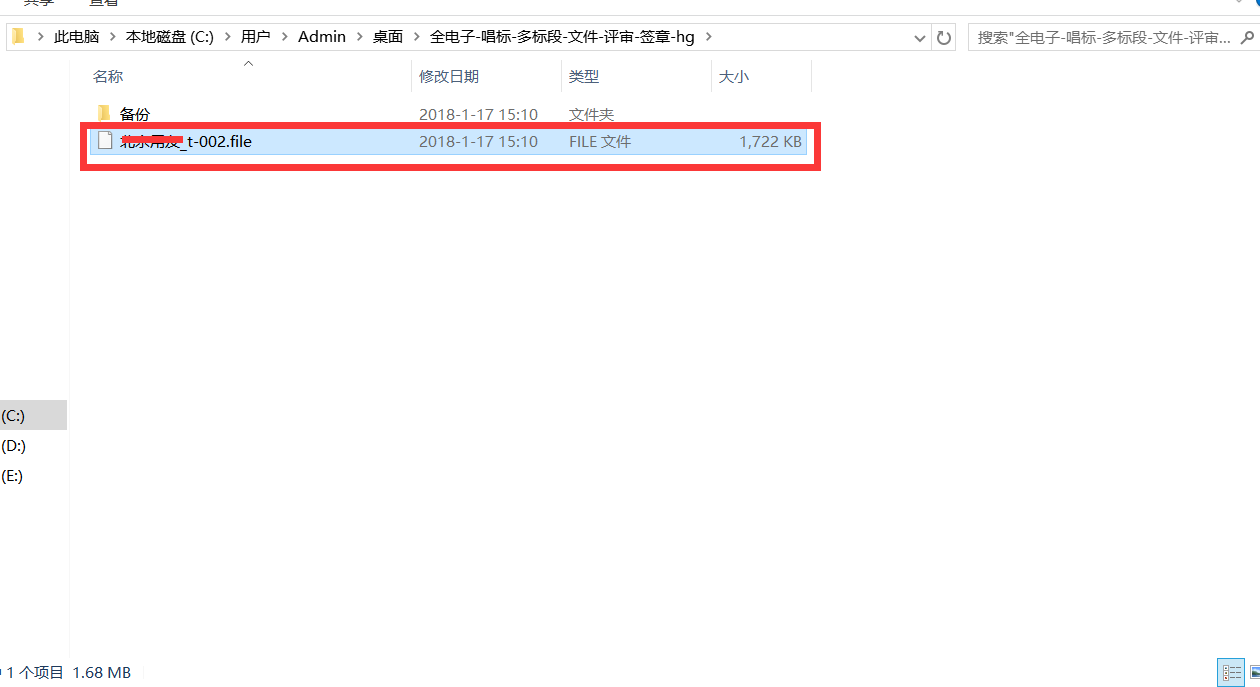 共享 查看
此电脑 本地磁盘 (C:) 用户 Admin 桌面 全电子-唱标-多标段-文件-评审-签章-hg 搜索"全电子-唱标-多标段-文件-评审...
名称 修改日期 类型 大小
备份 2018-1-17 15:10 文件夹
_t-002.file 2018-1-17 15:10 FILE 文件 1,722 KB
(C:)
(D:)
(E:)
1 个项目 1.68 MB